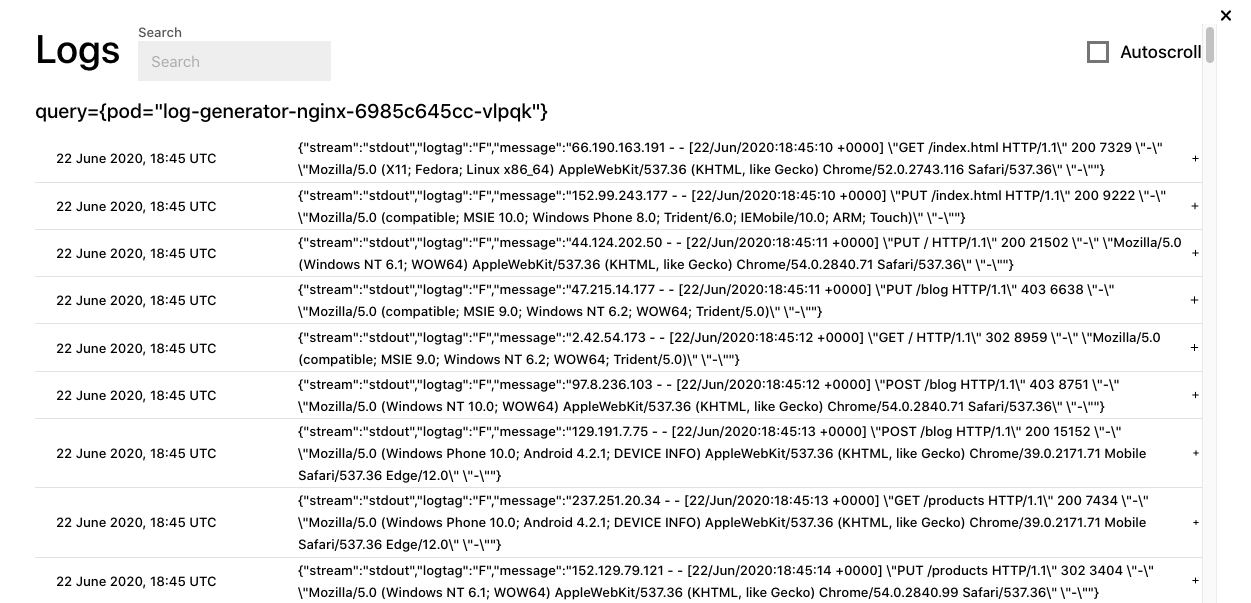 ×
Logs
Search
Search
Autoscroll
query={pod="log-generator-nginx-6985c645cc-vlpqk"}
22 June 2020, 18:45 UTC
{"stream":"stdout","logtag":"F","message":"66.190.163.191 - - [22/Jun/2020:18:45:10 +0000] \"GET /index.html HTTP/1.1\" 200 7329 \"-\"
\"Mozilla/5.0 (X11; Fedora; Linux x86_64) AppleWebKit/537.36 (KHTML, like Gecko) Chrome/52.0.2743.116 Safari/537.36\" \"-\""}
+
22 June 2020, 18:45 UTC
{"stream":"stdout","logtag":"F","message":"152.99.243.177 - - [22/Jun/2020:18:45:10 +0000] \"PUT /index.html HTTP/1.1\" 200 9222 \"-\"
\"Mozilla/5.0 (compatible; MSIE 10.0; Windows Phone 8.0; Trident/6.0; IEMobile/10.0; ARM; Touch)\" \"-\""}
+
22 June 2020, 18:45 UTC
{"stream":"stdout","logtag":"F","message":"44.124.202.50 - - [22/Jun/2020:18:45:11 +0000] \"PUT / HTTP/1.1\" 200 21502 \"-\" \"Mozilla/5.0
(Windows NT 6.1; WOW64) AppleWebKit/537.36 (KHTML, like Gecko) Chrome/54.0.2840.71 Safari/537.36\" \"-\""}
+
22 June 2020, 18:45 UTC
{"stream":"stdout","logtag":"F","message":"47.215.14.177 - - [22/Jun/2020:18:45:11 +0000] \"PUT /blog HTTP/1.1\" 403 6638 \"-\"
\"Mozilla/5.0 (compatible; MSIE 9.0; Windows NT 6.2; WOW64; Trident/5.0)\" \"-\""}
+
22 June 2020, 18:45 UTC
{"stream":"stdout","logtag":"F","message":"2.42.54.173 - - [22/Jun/2020:18:45:12 +0000] \"GET / HTTP/1.1\" 302 8959 \"-\" \"Mozilla/5.0
(compatible; MSIE 9.0; Windows NT 6.2; WOW64; Trident/5.0)\" \"-\""}
+
22 June 2020, 18:45 UTC
{"stream":"stdout","logtag":"F","message":"97.8.236.103 - - [22/Jun/2020:18:45:12 +0000] \"POST /blog HTTP/1.1\" 403 8751 \"-\"
\"Mozilla/5.0 (Windows NT 10.0; WOW64) AppleWebKit/537.36 (KHTML, like Gecko) Chrome/54.0.2840.71 Safari/537.36\" \"-\""}
+
22 June 2020, 18:45 UTC
{"stream":"stdout","logtag":"F","message":"129.191.7.75 - - [22/Jun/2020:18:45:13 +0000] \"POST /blog HTTP/1.1\" 200 15152 \"-\"
\"Mozilla/5.0 (Windows Phone 10.0; Android 4.2.1; DEVICE INFO) AppleWebKit/537.36 (KHTML, like Gecko) Chrome/39.0.2171.71 Mobile
Safari/537.36 Edge/12.0\" \"-\""}
+
22 June 2020, 18:45 UTC
{"stream":"stdout","logtag":"F","message":"237.251.20.34 - - [22/Jun/2020:18:45:13 +0000] \"GET /products HTTP/1.1\" 200 7434 \"-\"
\"Mozilla/5.0 (Windows Phone 10.0; Android 4.2.1; DEVICE INFO) AppleWebKit/537.36 (KHTML, like Gecko) Chrome/39.0.2171.71 Mobile
Safari/537.36 Edge/12.0\" \"-\""}
+
22 June 2020, 18:45 UTC
{"stream":"stdout","logtag":"F","message":"152.129.79.121 - - [22/Jun/2020:18:45:14 +0000] \"PUT /products HTTP/1.1\" 302 3404 \"-\"
\"Mozilla/5.0 (Windows NT 6.1; WOW64) AppleWebKit/537.36 (KHTML, like Gecko) Chrome/54.0.2840.99 Safari/537.36\" \"-\""}
+